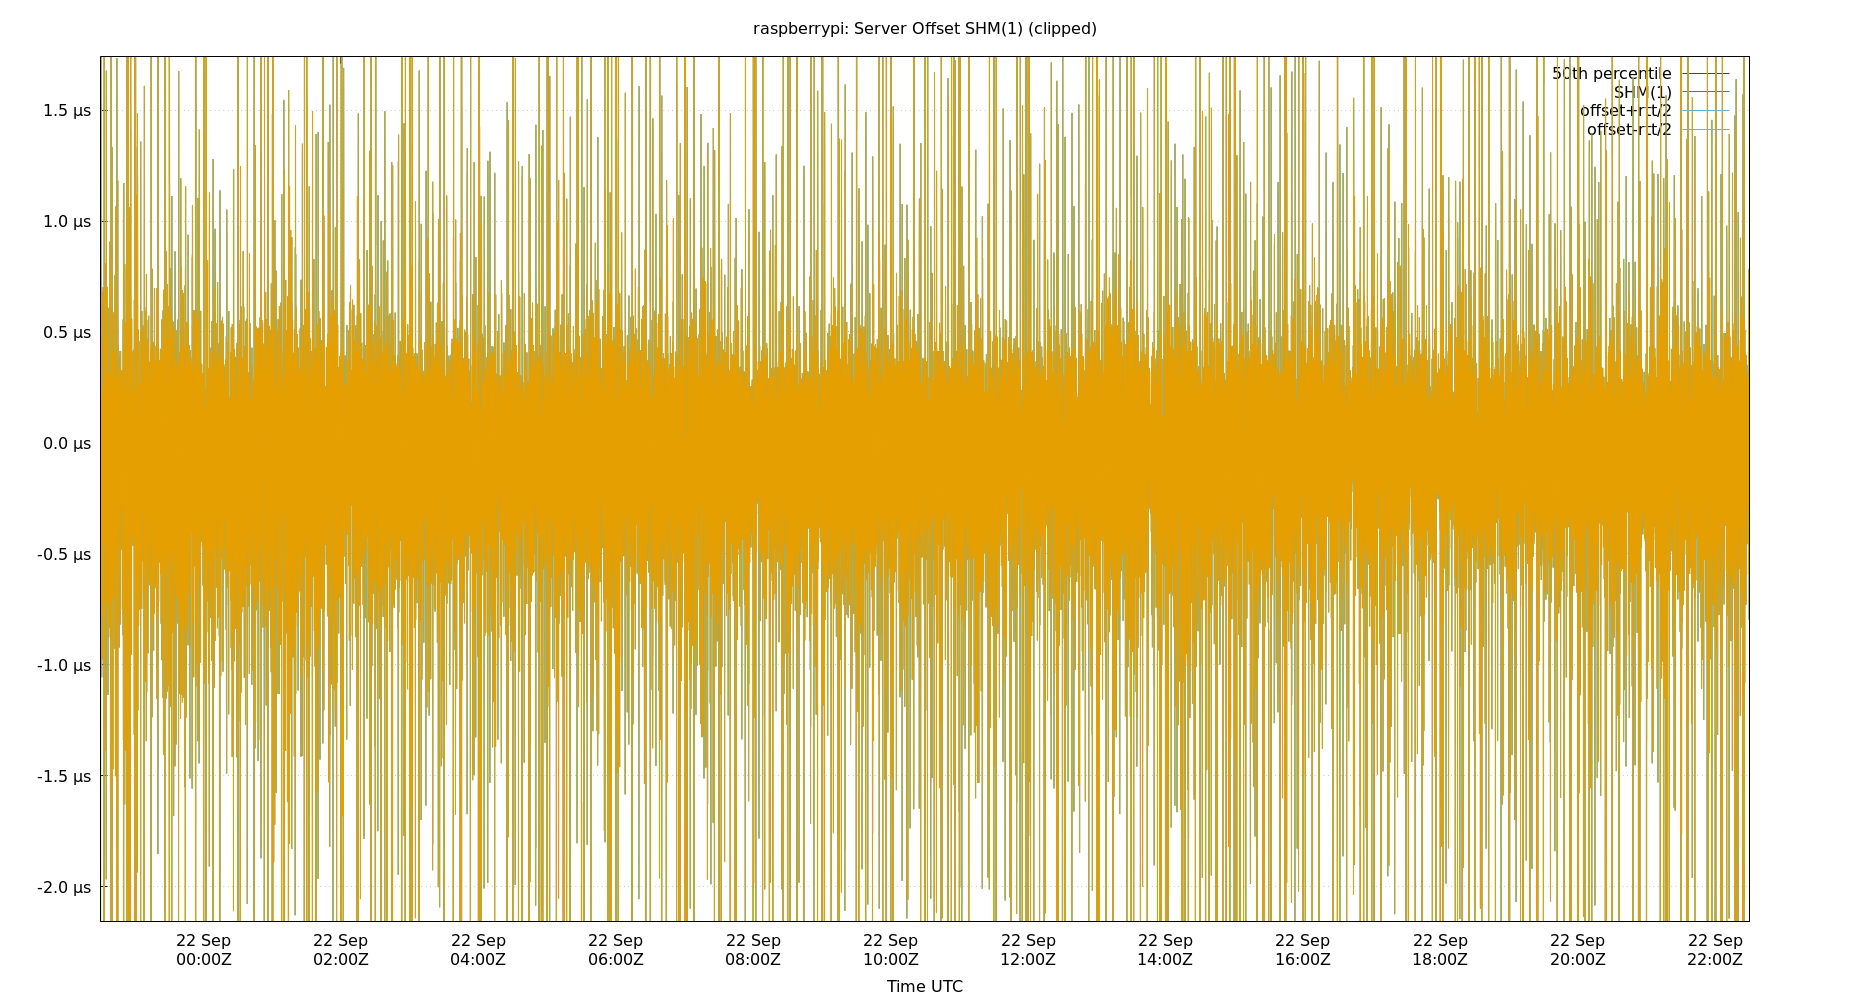 raspberrypi: Server Offset SHM(1) (clipped)
50th percentile
SHM(1)
offset+rtt/2
offset-rtt/2
1.5 µs
1.0 µs
0.5 µs
0.0 µs
-0.5 µs
-1.0 µs
-1.5 µs
-2.0 µs
22 Sep 22 Sep 22 Sep 22 Sep 22 Sep 22 Sep 22 Sep 22 Sep 22 Sep 22 Sep 22 Sep 22 Sep
00:00Z 02:00Z 04:00Z 06:00Z 08:00Z 10:00Z 12:00Z 14:00Z 16:00Z 18:00Z 20:00Z 22:00Z
Time UTC